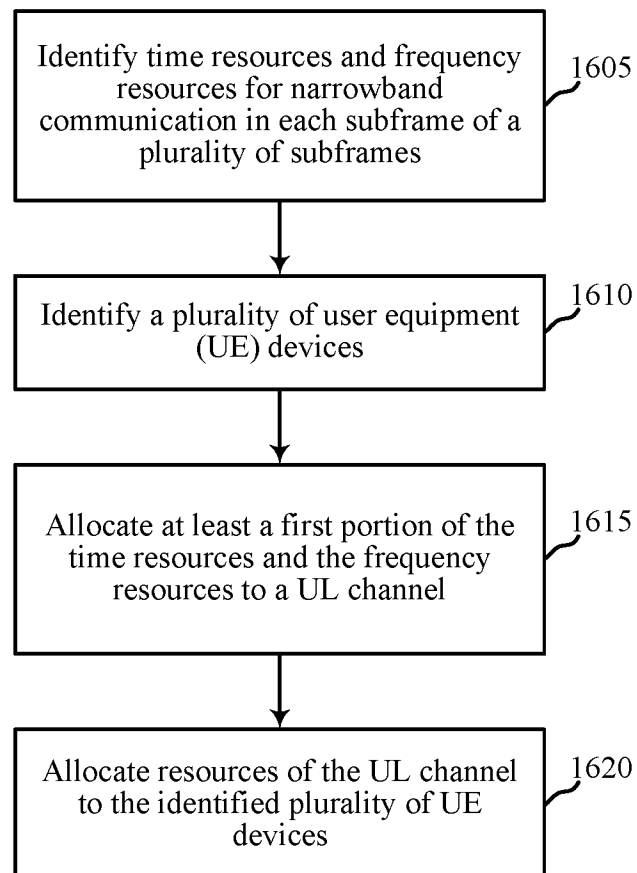 Identify time resources and frequency
resources for narrowband
communication in each subframe of a
plurality of subframes
1605
Identify a plurality of user equipment
(UE) devices
1610
Allocate at least a first portion of the
time resources and the frequency
resources to a UL channel
1615
Allocate resources of the UL channel
to the identified plurality of UE
devices
1620